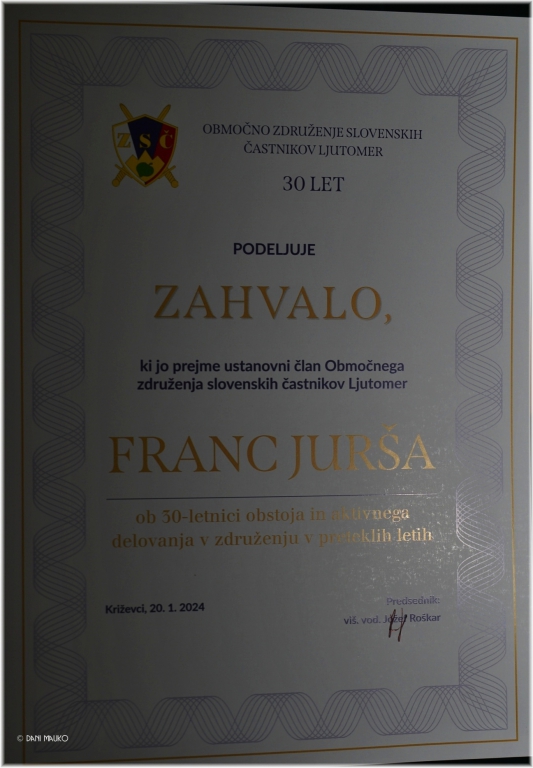 ZSČ
OBMOČNO ZDRUŽENJE SLOVENSKIH
ČASTNIKOV LJUTOMER
30 LET
PODELJUJE
ZAHVALO,
ki jo prejme ustanovni član Območnega
združenja slovenskih častnikov Ljutomer
FRANC JURŠA
ob 30-letnici obstoja in aktivnega
delovanja v združenju v preteklih letih
Križevci, 20. 1. 2024
Predsednik:
viš. vod. Jožef Roškar
© DANI MAUKO